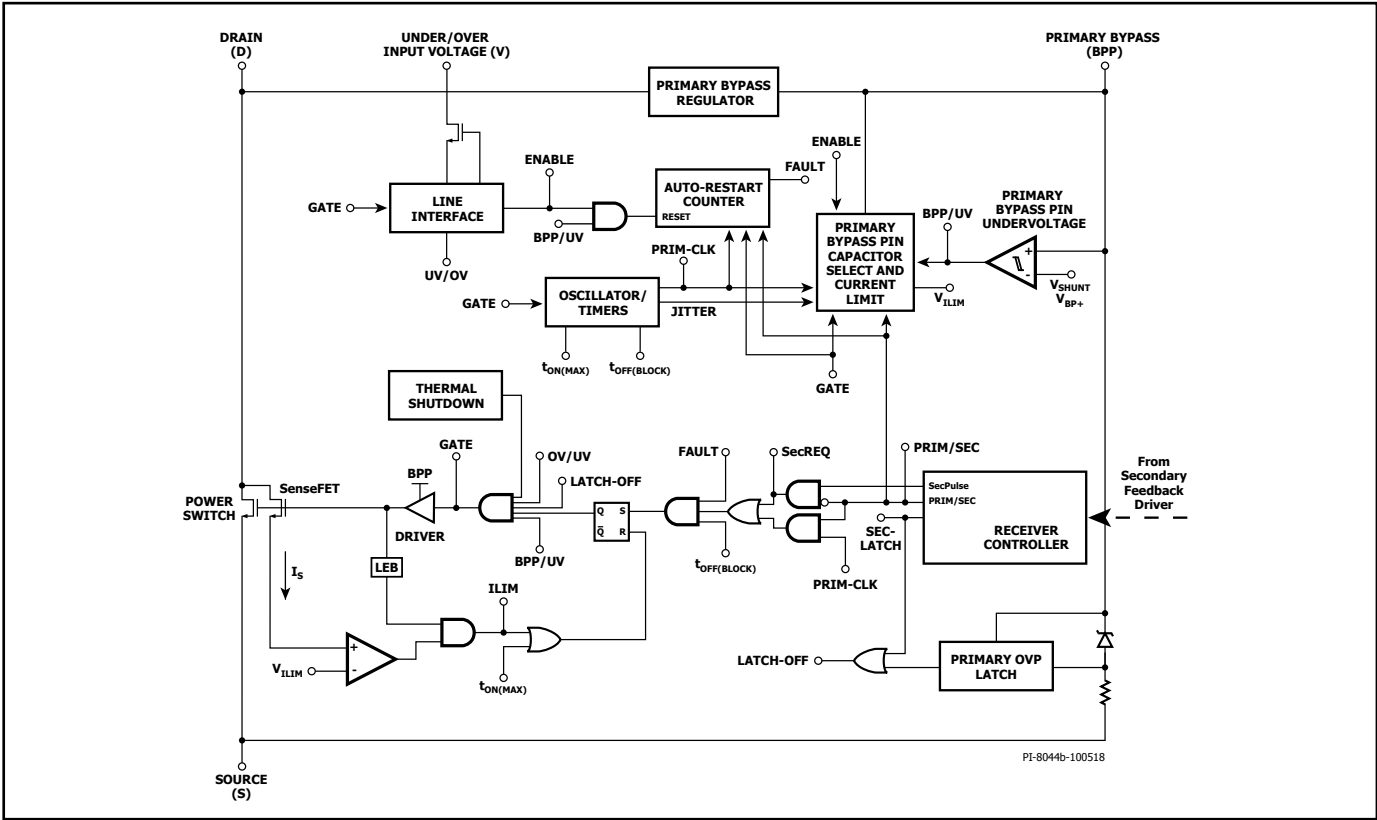 DRAIN
(D)
UNDER/OVER
INPUT VOLTAGE (V)
PRIMARY BYPASS
(BPP)
PRIMARY BYPASS
REGULATOR
ENABLE
ENABLE
FAULT
AUTO-RESTART
COUNTER
RESET
GATE
LINE
INTERFACE
BPP/UV
UV/OV
PRIMARY
BYPASS PIN
UNDERVOLTAGE
BPP/UV
PRIMARY
BYPASS PIN
CAPACITOR
SELECT AND
CURRENT
LIMIT
+
-
VSHUNT
VBP+
VILIM
PRIM-CLK
GATE
OSCILLATOR/
TIMERS
JITTER
tON(MAX)
tOFF(BLOCK)
GATE
THERMAL
SHUTDOWN
GATE
OV/UV
LATCH-OFF
FAULT
SecREQ
PRIM/SEC
From
Secondary
Feedback
Driver
BPP
SenseFET
POWER
SWITCH
DRIVER
BPP/UV
Q S
Q̅ R
tOFF(BLOCK)
PRIM-CLK
SecPulse
PRIM/SEC
SEC-
LATCH
RECEIVER
CONTROLLER
LEB
IS
ILIM
+
-
VILIM
tON(MAX)
LATCH-OFF
PRIMARY OVP
LATCH
SOURCE
(S)
PI-8044b-100518